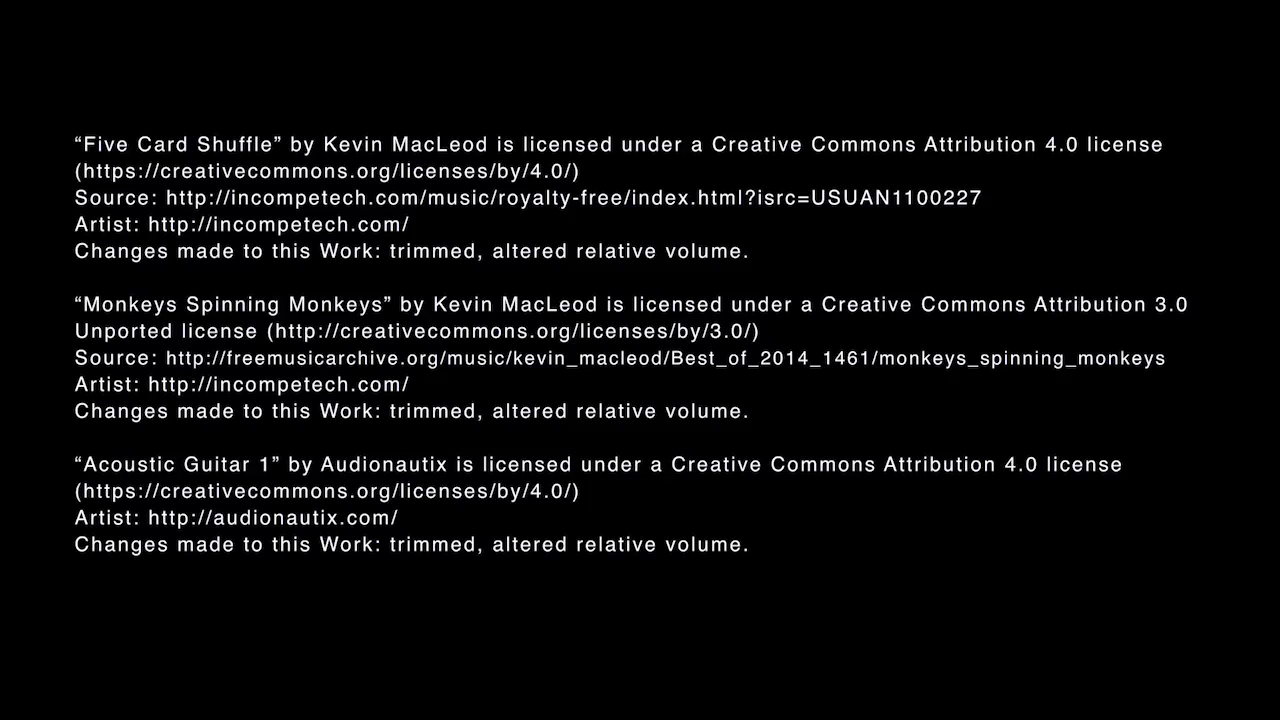 “Five Card Shuffle” by Kevin MacLeod is licensed under a Creative Commons Attribution 4.0 license
(https://creativecommons.org/licenses/by/4.0/)
Source: http://incompetech.com/music/royalty-free/index.html?isrc=USUAN1100227
Artist: http://incompetech.com/
Changes made to this Work: trimmed, altered relative volume.
“Monkeys Spinning Monkeys” by Kevin MacLeod is licensed under a Creative Commons Attribution 3.0
Unported license (http://creativecommons.org/licenses/by/3.0/)
Source: http://freemusicarchive.org/music/kevin_macleod/Best_of_2014_1461/monkeys_spinning_monkeys
Artist: http://incompetech.com/
Changes made to this Work: trimmed, altered relative volume.
“Acoustic Guitar 1” by Audionautix is licensed under a Creative Commons Attribution 4.0 license
(https://creativecommons.org/licenses/by/4.0/)
Artist: http://audionautix.com/
Changes made to this Work: trimmed, altered relative volume.